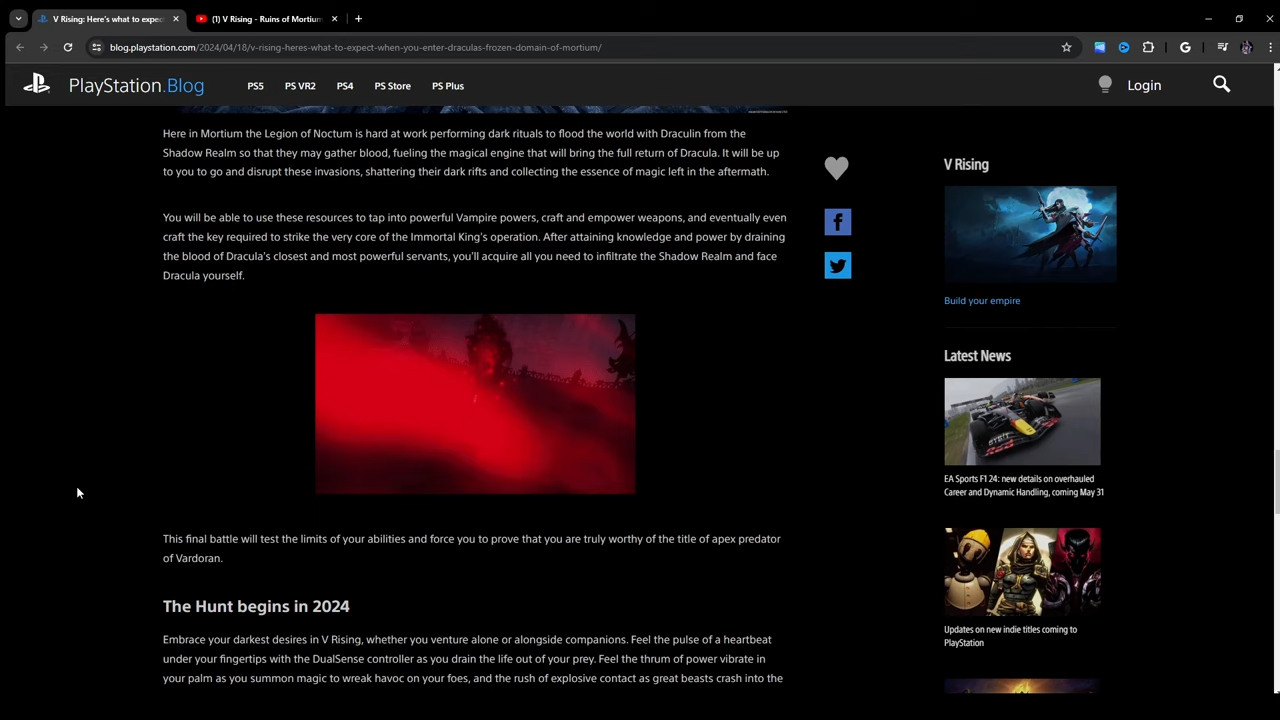 V Rising: Here's what to expec
(1) V Rising - Ruins of Mortium
blog.playstation.com/2024/04/18/v-rising-heres-what-to-expect-when-you-enter-draculas-frozen-domain-of-mortium/
PlayStation.Blog
PS5
PS VR2
PS4
PS Store
PS Plus
Login
Here in Mortium the Legion of Noctum is hard at work performing dark rituals to flood the world with Draculin from the
Shadow Realm so that they may gather blood, fueling the magical engine that will bring the full return of Dracula. It will be up
to you to go and disrupt these invasions, shattering their dark rifts and collecting the essence of magic left in the aftermath.
You will be able to use these resources to tap into powerful Vampire powers, craft and empower weapons, and eventually even
craft the key required to strike the very core of the Immortal King's operation. After attaining knowledge and power by draining
the blood of Dracula's closest and most powerful servants, you'll acquire all you need to infiltrate the Shadow Realm and face
Dracula yourself.
This final battle will test the limits of your abilities and force you to prove that you are truly worthy of the title of apex predator
of Vardoran.
The Hunt begins in 2024
Embrace your darkest desires in V Rising, whether you venture alone or alongside companions. Feel the pulse of a heartbeat
under your fingertips with the DualSense controller as you drain the life out of your prey. Feel the thrum of power vibrate in
your palm as you summon magic to wreak havoc on your foes, and the rush of explosive contact as great beasts crash into the
V Rising
Build your empire
Latest News
EA Sports F1 24: new details on overhauled
Career and Dynamic Handling, coming May 31
Updates on new indie titles coming to
PlayStation